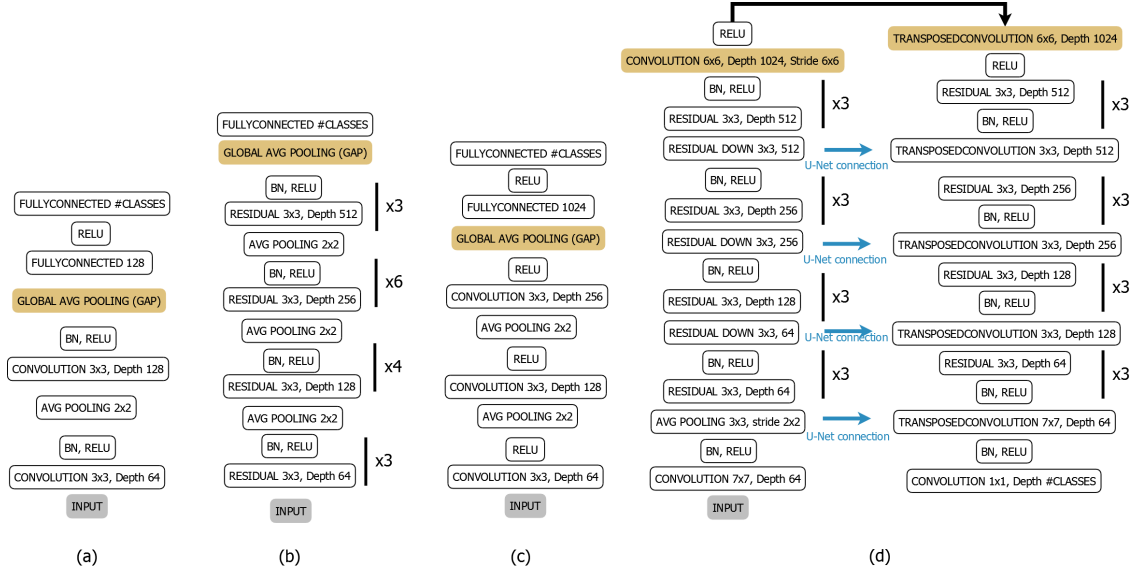 FULLYCONNECTED #CLASSES
RELU
FULLYCONNECTED 128
GLOBAL AVG POOLING (GAP)
BN, RELU
CONVOLUTION 3x3, Depth 128
AVG POOLING 2x2
BN, RELU
CONVOLUTION 3x3, Depth 64
INPUT
(a)
FULLYCONNECTED #CLASSES
GLOBAL AVG POOLING (GAP)
BN, RELU
RESIDUAL 3x3, Depth 512
x3
AVG POOLING 2x2
BN, RELU
RESIDUAL 3x3, Depth 256
x6
AVG POOLING 2x2
BN, RELU
RESIDUAL 3x3, Depth 128
x4
AVG POOLING 2x2
BN, RELU
RESIDUAL 3x3, Depth 64
x3
INPUT
(b)
FULLYCONNECTED #CLASSES
RELU
FULLYCONNECTED 1024
GLOBAL AVG POOLING (GAP)
RELU
CONVOLUTION 3x3, Depth 256
AVG POOLING 2x2
RELU
CONVOLUTION 3x3, Depth 128
AVG POOLING 2x2
RELU
CONVOLUTION 3x3, Depth 64
INPUT
(c)
RELU
CONVOLUTION 6x6, Depth 1024, Stride 6x6
BN, RELU
RESIDUAL 3x3, Depth 512
x3
RESIDUAL DOWN 3x3, 512
U-Net connection
BN, RELU
RESIDUAL 3x3, Depth 256
x3
RESIDUAL DOWN 3x3, 256
U-Net connection
BN, RELU
RESIDUAL 3x3, Depth 128
x3
RESIDUAL DOWN 3x3, 64
U-Net connection
BN, RELU
RESIDUAL 3x3, Depth 64
x3
AVG POOLING 3x3, stride 2x2
U-Net connection
BN, RELU
CONVOLUTION 7x7, Depth 64
INPUT
TRANSPOSEDCONVOLUTION 6x6, Depth 1024
RELU
RESIDUAL 3x3, Depth 512
x3
BN, RELU
TRANSPOSEDCONVOLUTION 3x3, Depth 512
RESIDUAL 3x3, Depth 256
x3
BN, RELU
TRANSPOSEDCONVOLUTION 3x3, Depth 256
RESIDUAL 3x3, Depth 128
x3
BN, RELU
TRANSPOSEDCONVOLUTION 3x3, Depth 128
RESIDUAL 3x3, Depth 64
x3
BN, RELU
TRANSPOSEDCONVOLUTION 7x7, Depth 64
BN, RELU
CONVOLUTION 1x1, Depth #CLASSES
(d)